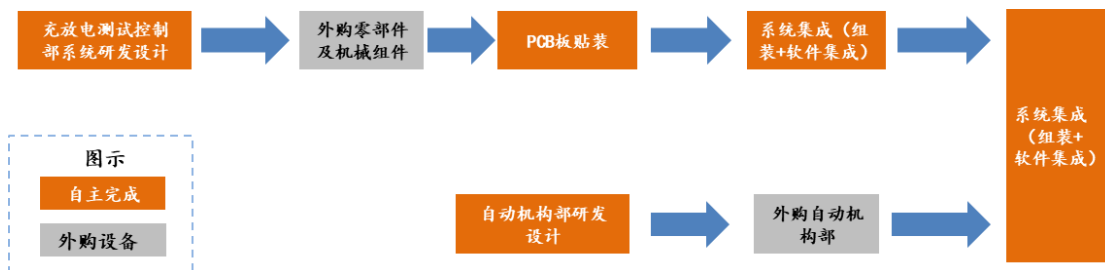 充放电测试控制
部系统研发设计
外购零部件
及机械组件
PCB板贴装
系统集成（组
装+软件集成）
系统集成
（组装+
软件集成）
图示
自主完成
外购设备
自动机构部研发
设计
外购自动机
构部